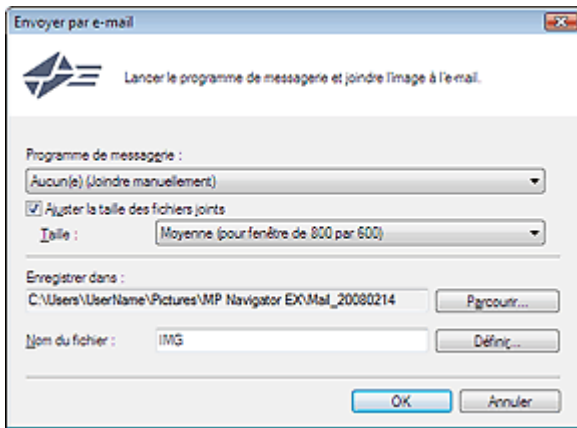 Envoyer par e-mail
Lancer le programme de messagerie et joindre l'image à l'e-mail.
Programme de messagerie :
Aucun(e) (Joindre manuellement)
Ajuster la taille des fichiers joints
Taille :
Moyenne (pour fenêtre de 800 par 600)
Enregistrer dans :
C:\Users\UserName\Pictures\MP Navigator EX\Mail_20080214
Parcourir...
Nom du fichier :
IMG
Définir...
OK
Annuler